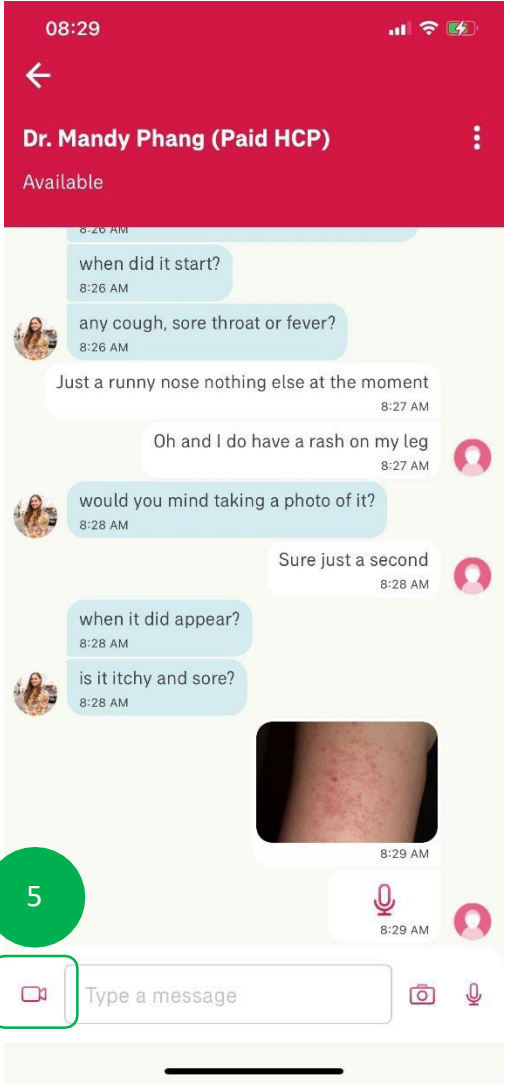 08:29
Dr. Mandy Phang (Paid HCP)
Available
8:26 AM
when did it start?
8:26 AM
any cough, sore throat or fever?
8:26 AM
Just a runny nose nothing else at the moment
8:27 AM
Oh and I do have a rash on my leg
8:27 AM
would you mind taking a photo of it?
8:28 AM
Sure just a second
8:28 AM
when it did appear?
8:28 AM
is it itchy and sore?
8:28 AM
8:29 AM
5
8:29 AM
Type a message